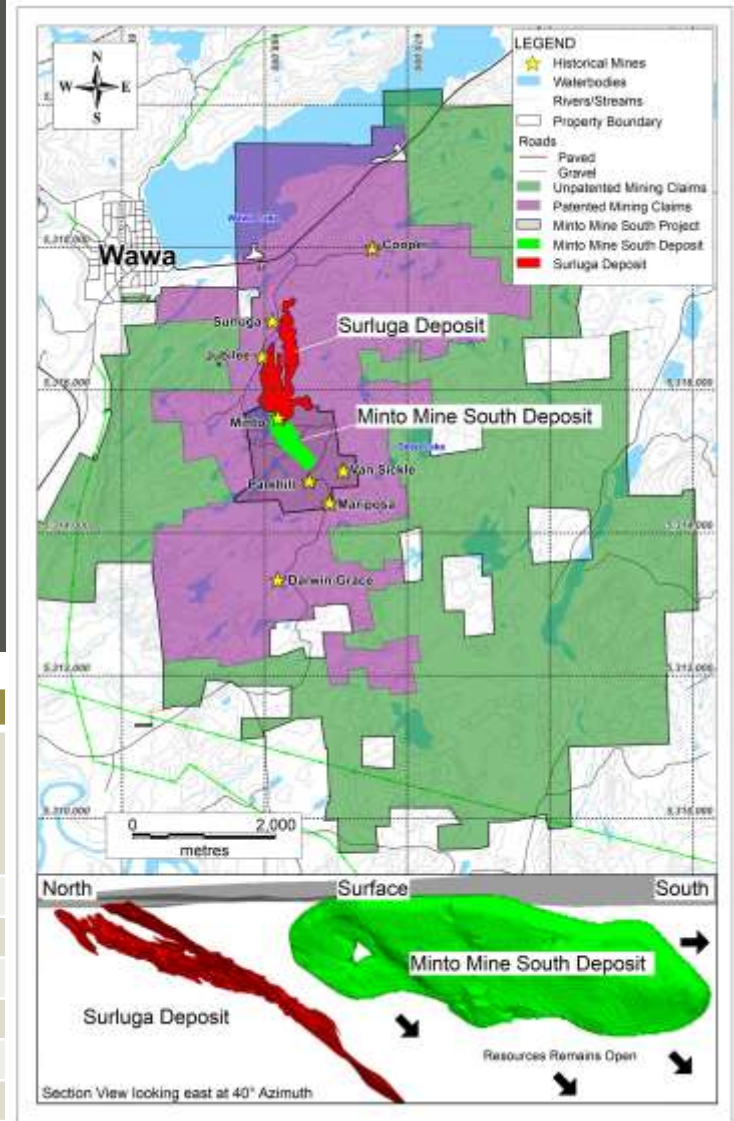 N
W E
S
LEGEND
Historical Mines
Waterbodies
Rivers/Streams
Property Boundary
Roads
Paved
Gravel
Unpatented Mining Claims
Patented Mining Claims
Minto Mine South Project
Minto Mine South Deposit
Surluga Deposit
Wawa
Cooper
Surluga
Surluga Deposit
Jubilee
Minto
Minto Mine South Deposit
Van Sickle
Parkhill
Mariposa
Darwin Grace
0 2,000
metres
North Surface South
Minto Mine South Deposit
Surluga Deposit
Resources Remains Open
Section View looking east at 40° Azimuth